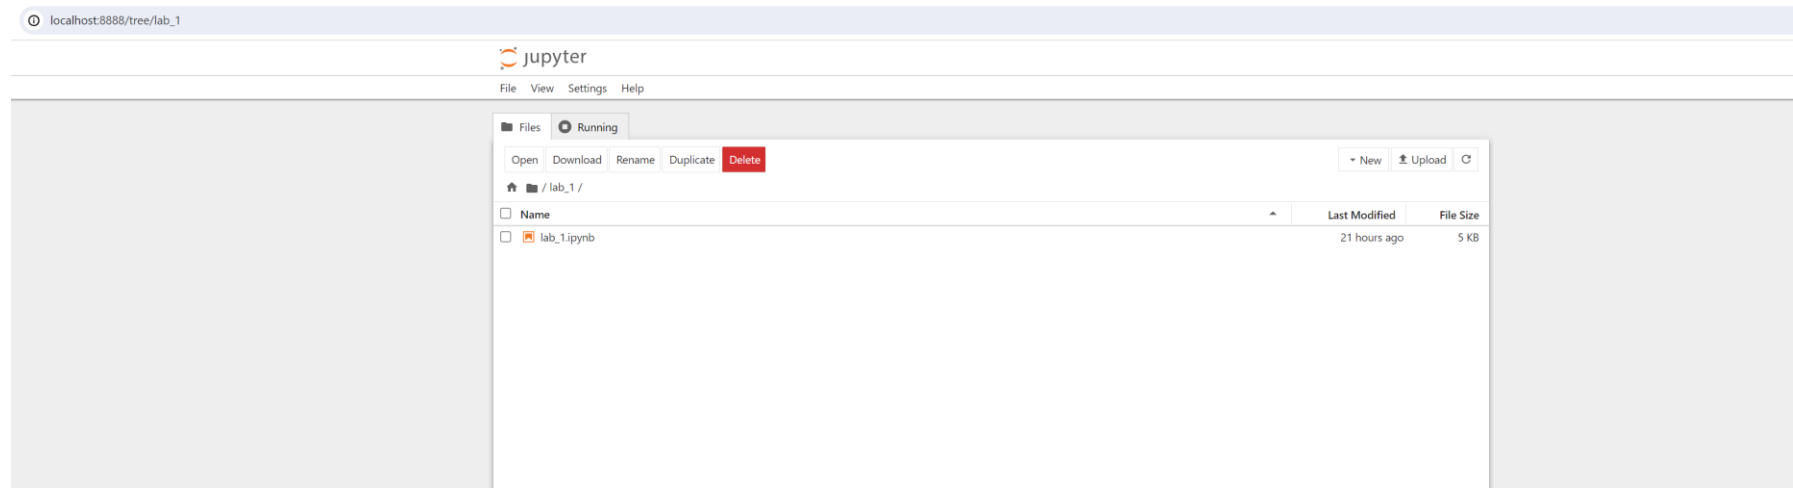 localhost:8888/tree/lab_1
jupyter
File View Settings Help
Files Running
Open Download Rename Duplicate Delete New Upload
/ lab_1 /
Name Last Modified File Size
lab_1.ipynb 21 hours ago 5 KB